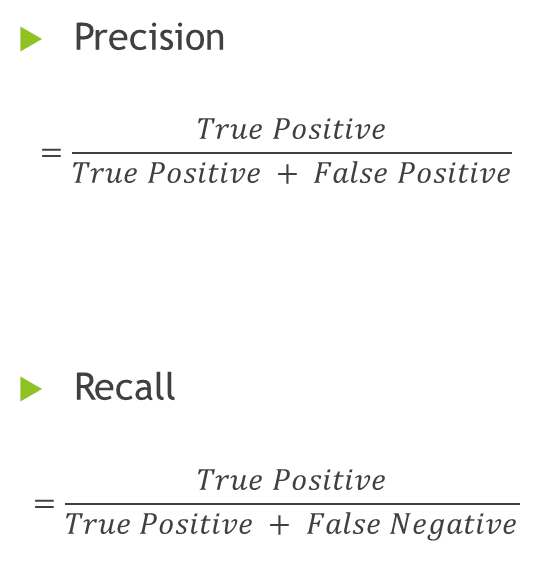 Precision
True Positive
=
True Positive + False Positive
Recall
True Positive
=
True Positive + False Negative